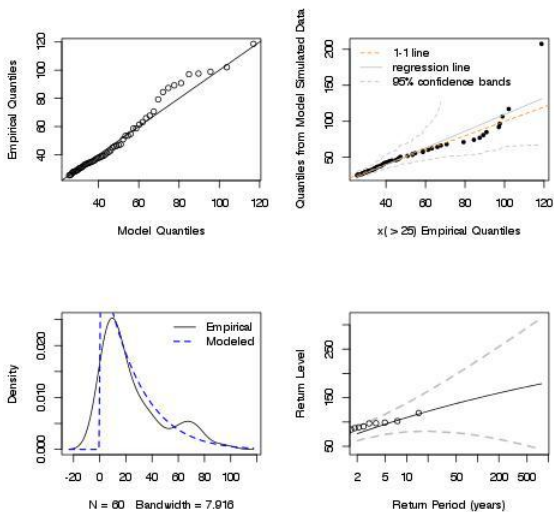 Empirical Quantiles
40 60 80 100 120
40 60 80 100 120
Model Quantiles
Quantiles from Model Simulated Data
50 100 150 200
1-1 line
regression line
95% confidence bands
40 60 80 100 120
x( > 25) Empirical Quantiles
Density
0.000 0.010 0.020
Empirical
Modeled
-20 0 20 40 60 80 100
N = 60 Bandwidth = 7.916
Return Level
50 150 250
2 5 10 50 200 500
Return Period (years)